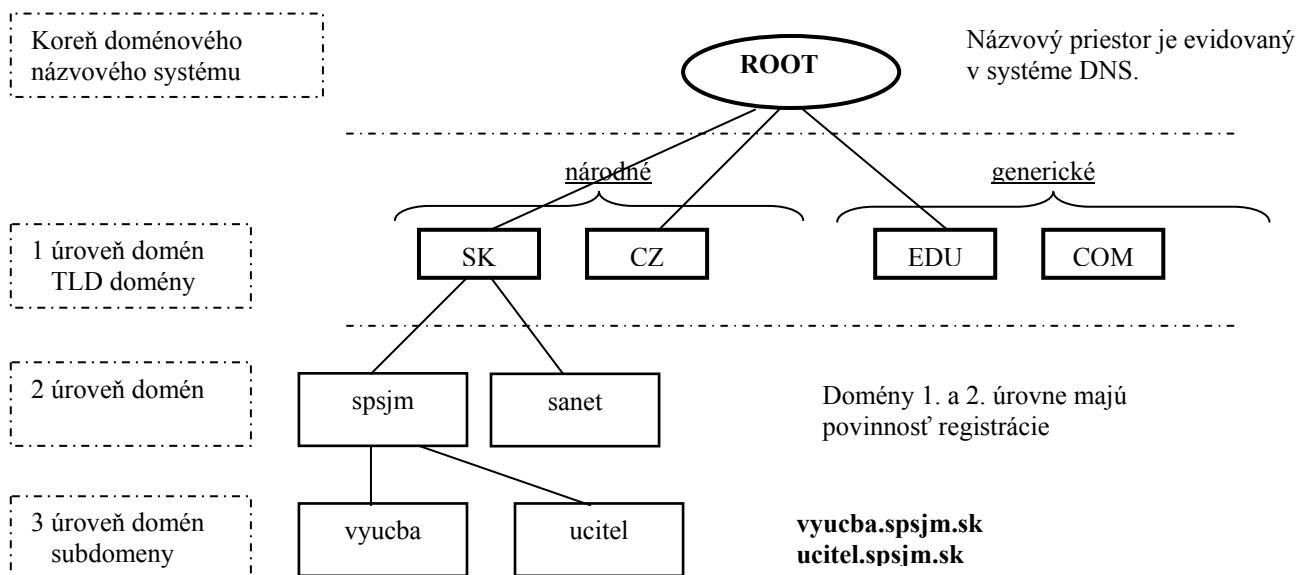 Koreň doménového
názvového systému
ROOT
Názvový priestor je evidovaný
v systéme DNS.
národné
generické
1 úroveň domén
TLD domény
SK
CZ
EDU
COM
2 úroveň domén
spsjm
sanet
Domény 1. a 2. úrovne majú
povinnosť registrácie
3 úroveň domén
subdomeny
vyucba
ucitel
vyucba.spsjm.sk
ucitel.spsjm.sk